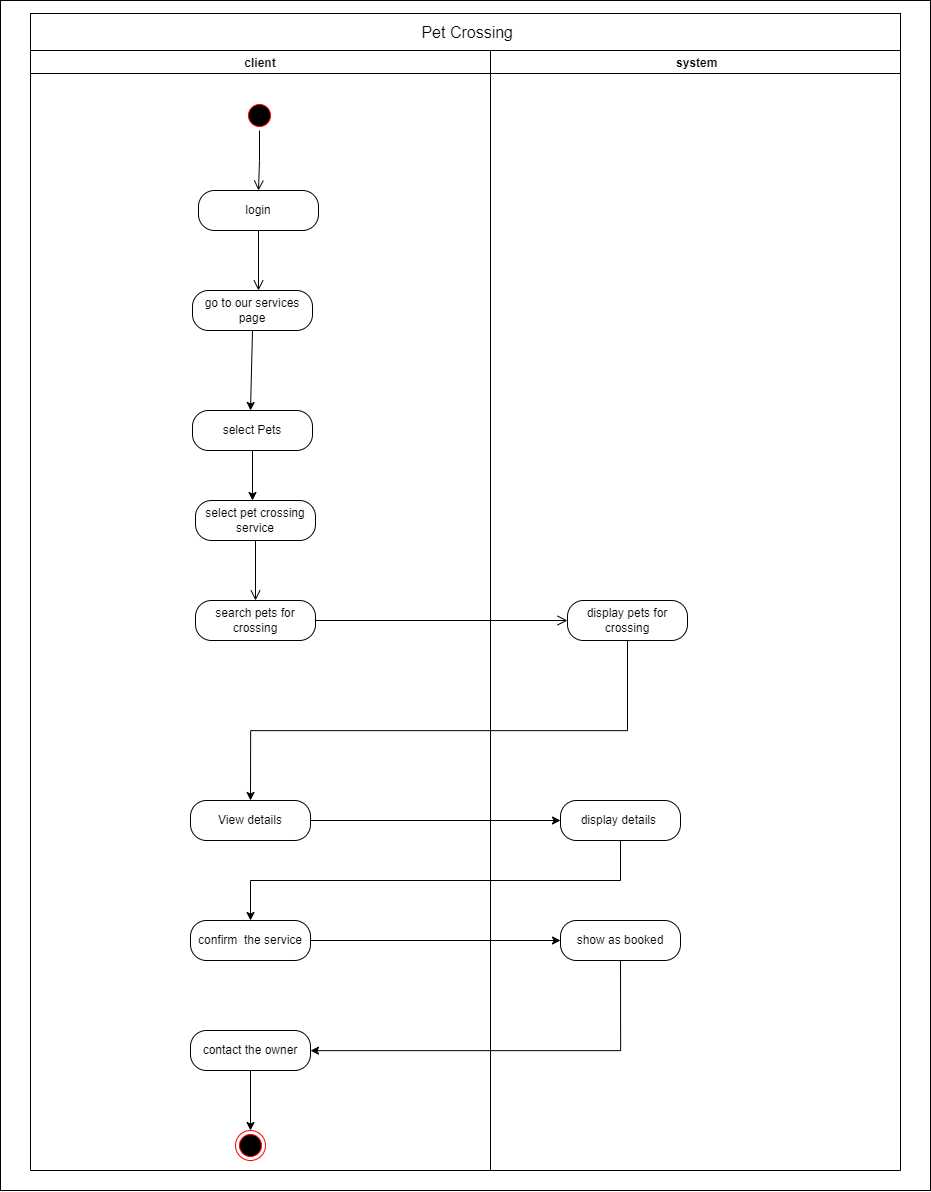 Pet Crossing
client
system
login
go to our services
page
select Pets
select pet crossing
service
search pets for
crossing
display pets for
crossing
View details
display details
confirm  the service
show as booked
contact the owner